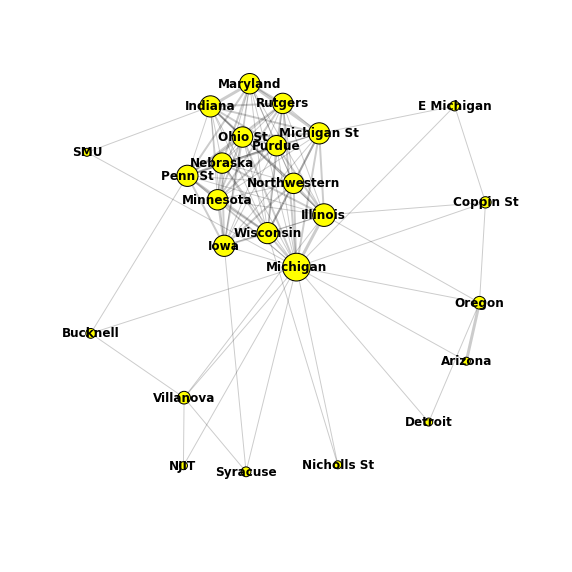 Maryland
Indiana
Rutgers
E Michigan
Ohio St
Michigan St
Purdue
SMU
Nebraska
Penn St
Northwestern
Minnesota
Coppin St
Illinois
Wisconsin
Iowa
Michigan
Oregon
Bucknell
Arizona
Villanova
Detroit
NJIT
Syracuse
Nicholls St